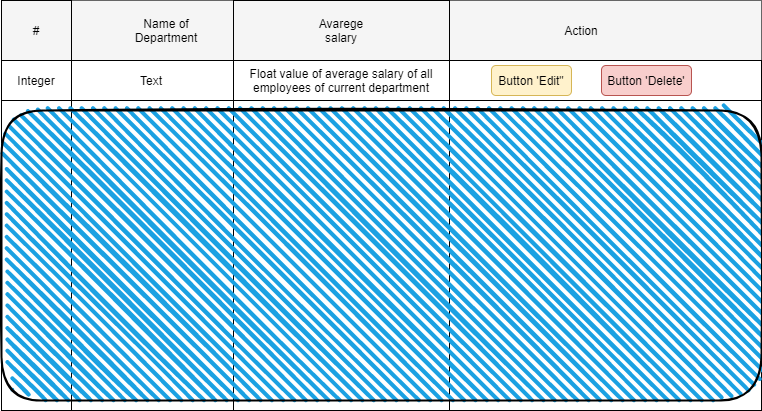 #
Name of
Department
Avarege
salary
Action
Integer
Text
Float value of average salary of all
employees of current department
Button 'Edit"
Button 'Delete'